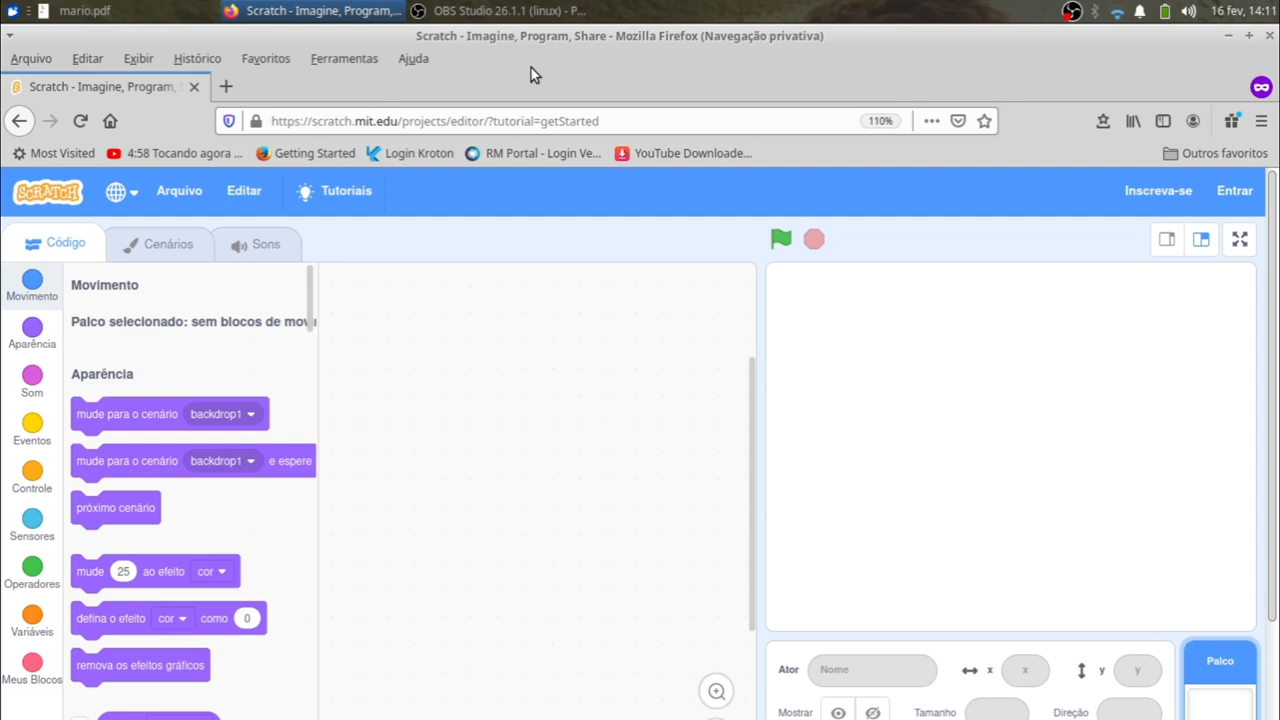 mario.pdf
Scratch - Imagine, Program,...
OBS Studio 26.1.1 (linux) - P...
16 fev, 14:11
Scratch - Imagine, Program, Share - Mozilla Firefox (Navegação privativa)
Arquivo Editar Exibir Histórico Favoritos Ferramentas Ajuda
Scratch - Imagine, Program, S
https://scratch.mit.edu/projects/editor/?tutorial=getStarted
110%
Most Visited 4:58 Tocando agora ... Getting Started Login Kroton RM Portal - Login Ve... YouTube Downloade... Outros favoritos
SCRATCH Arquivo Editar Tutoriais Inscreva-se Entrar
Código Cenários Sons
Movimento
Aparência
Som
Eventos
Controle
Sensores
Operadores
Variáveis
Meus Blocos
Movimento
Palco selecionado: sem blocos de
Aparência
mude para o cenário backdrop1
mude para o cenário backdrop1 e espere
próximo cenário
mude 25 ao efeito cor
defina o efeito cor como 0
remova os efeitos gráficos
Ator Nome x x y y
Mostrar Tamanho Direção
Palco